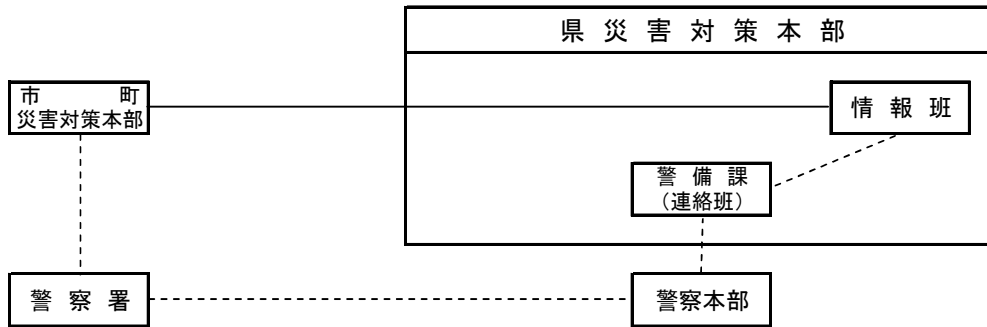 県災害対策本部
市町
災害対策本部
情報班
警備課
（連絡班）
警察署
警察本部